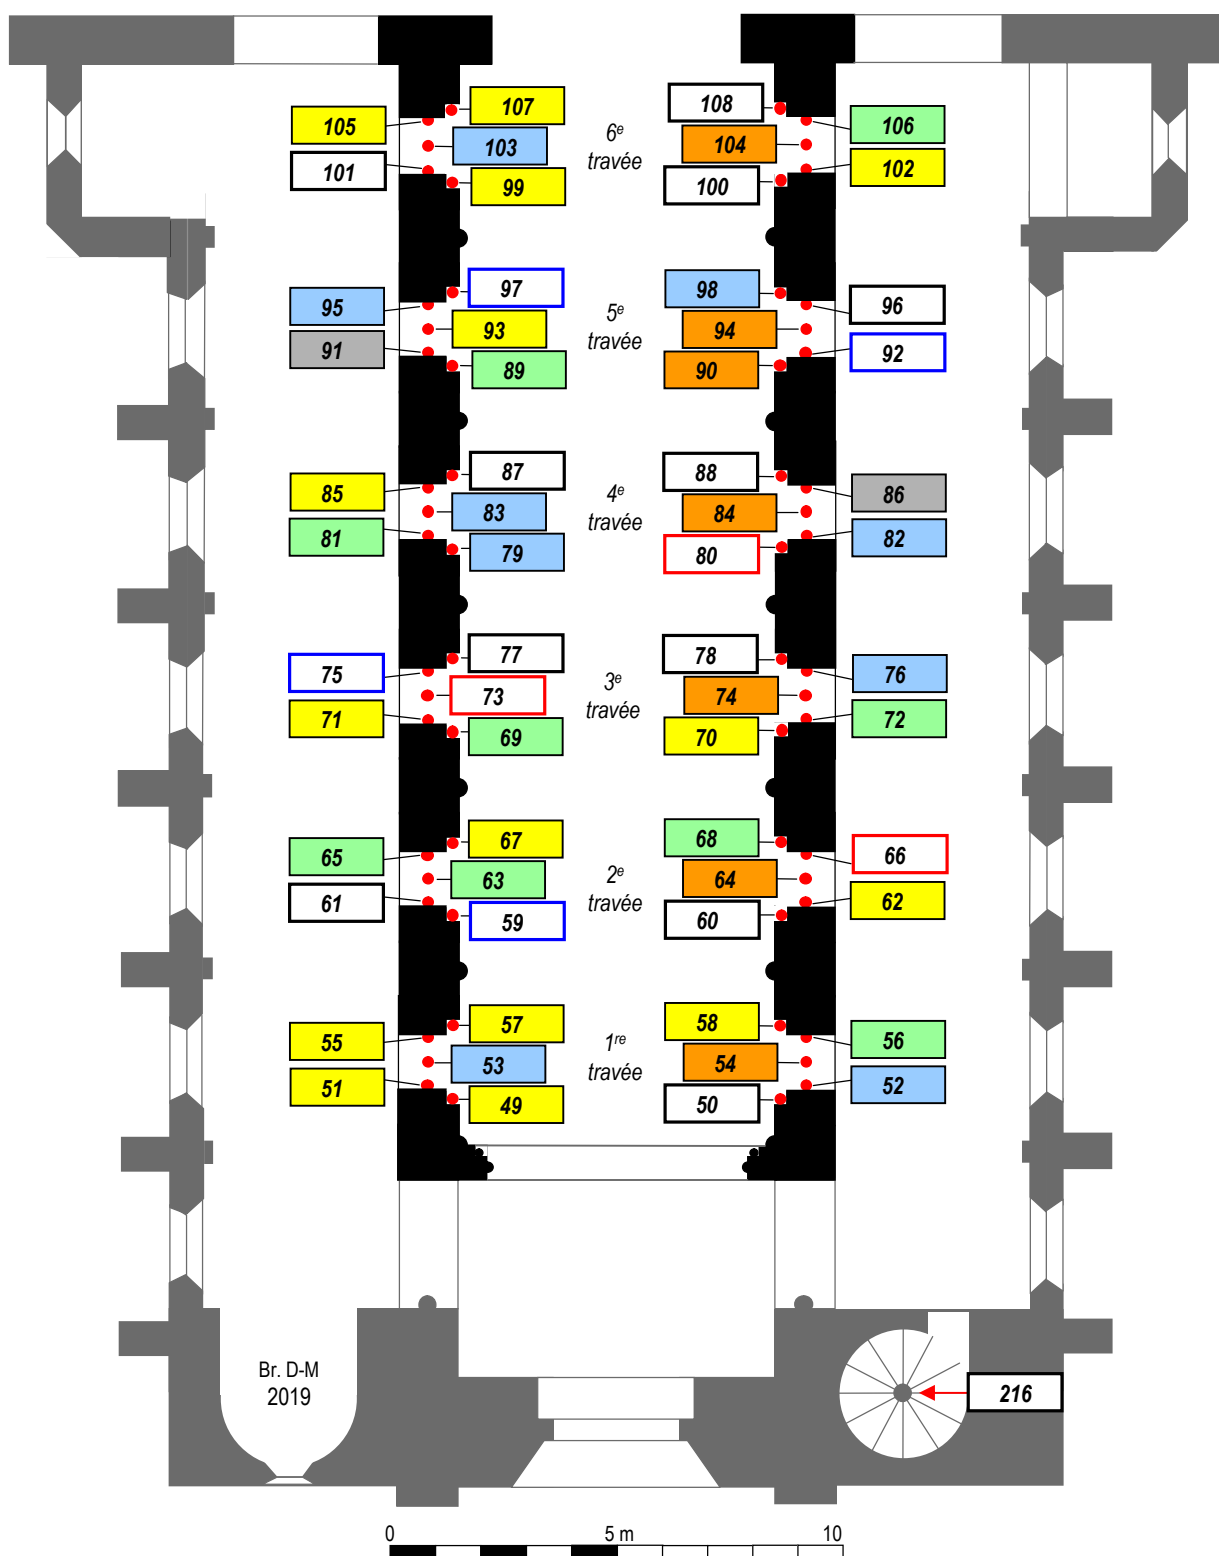 107 108
105 6e 106
103 travée 104
101 99 100 102
97 98
95 5e 96
93 travée 94
91 89 90 92
87 88
85 4e 86
83 travée 84
81 79 80 82
77 78
75 3e 76
73 travée 74
71 69 70 72
67 68
65 2e 66
63 travée 64
61 59 60 62
57 58
55 1re 56
53 travée 54
51 49 50 52
Br. D-M
2019
216
0 5 m 10